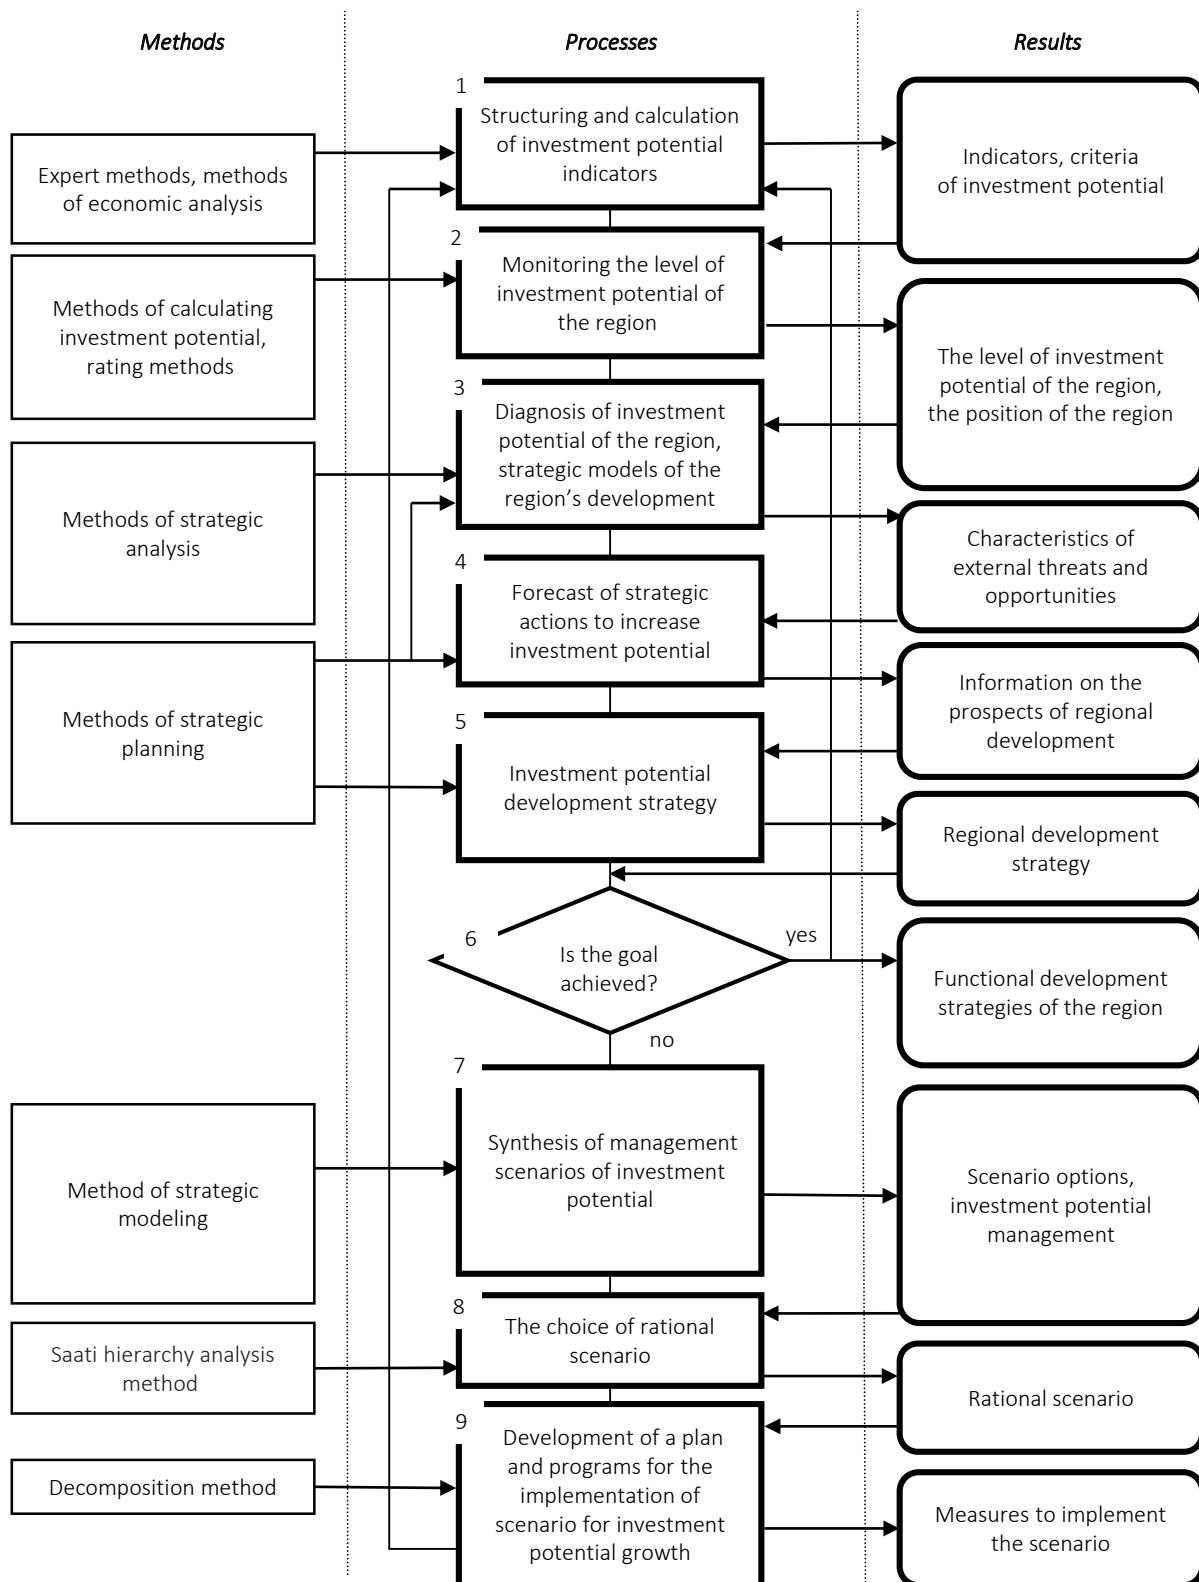 Methods
Processes
Results
1
Structuring and calculation
of investment potential
indicators
Expert methods, methods
of economic analysis
Indicators, criteria
of investment potential
2
Monitoring the level of
investment potential of
the region
Methods of calculating
investment potential,
rating methods
The level of investment
potential of the region,
the position of the region
3
Diagnosis of investment
potential of the region,
strategic models of the
region’s development
Methods of strategic
analysis
Characteristics of
external threats and
opportunities
4
Forecast of strategic
actions to increase
investment potential
Methods of strategic
planning
Information on the
prospects of regional
development
5
Investment potential
development strategy
Regional development
strategy
6
Is the goal
achieved?
yes
Functional development
strategies of the region
no
7
Synthesis of management
scenarios of investment
potential
Method of strategic
modeling
Scenario options,
investment potential
management
8
The choice of rational
scenario
Saati hierarchy analysis
method
Rational scenario
9
Development of a plan
and programs for the
implementation of
scenario for investment
potential growth
Decomposition method
Measures to implement
the scenario